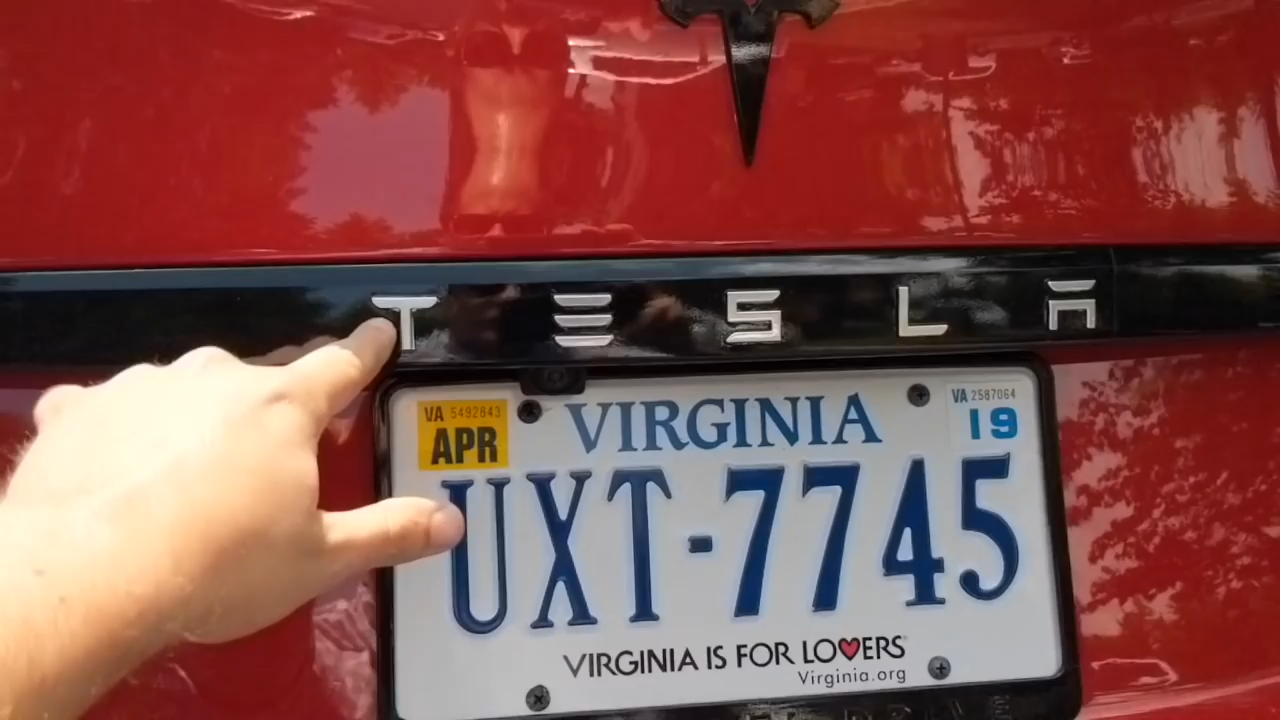 TESLA
VA 5492843
APR
VIRGINIA
VA 2587064
19
UXT-7745
VIRGINIA IS FOR LOVERS
Virginia.org